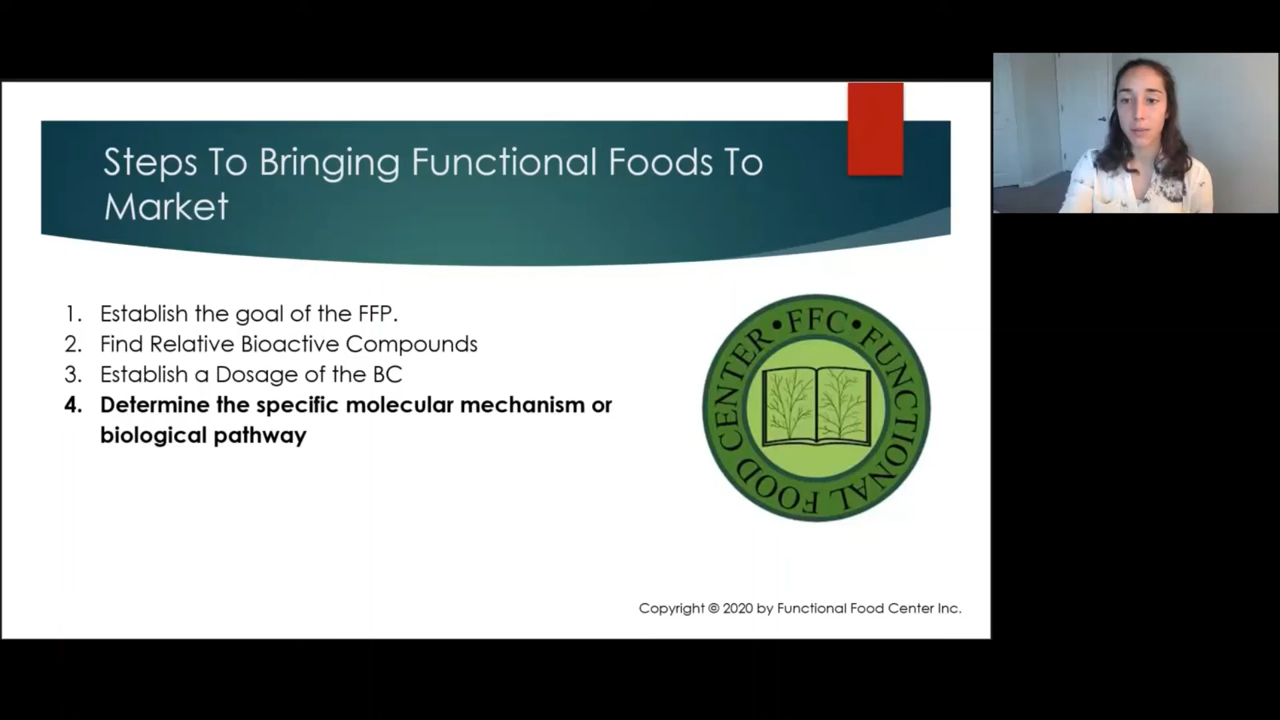 Steps To Bringing Functional Foods To
Market
1. Establish the goal of the FFP.
2. Find Relative Bioactive Compounds
3. Establish a Dosage of the BC
4. Determine the specific molecular mechanism or
biological pathway
•FFC•FUNCTIONAL FOOD CENTER
Copyright © 2020 by Functional Food Center Inc.